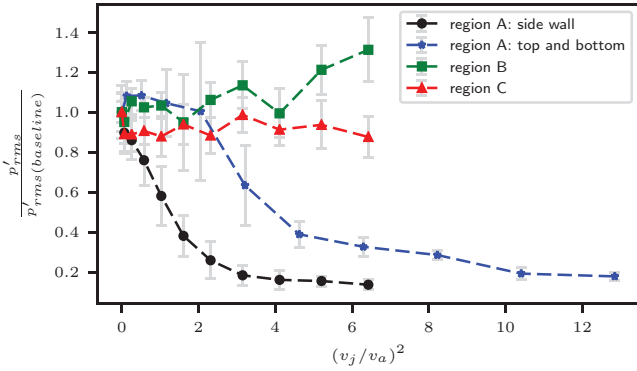 1.4
1.2
1.0
0.8
0.6
0.4
0.2
p′rms
p′rms(baseline)
region A: side wall
region A: top and bottom
region B
region C
0 2 4 6 8 10 12
(vj/va)²